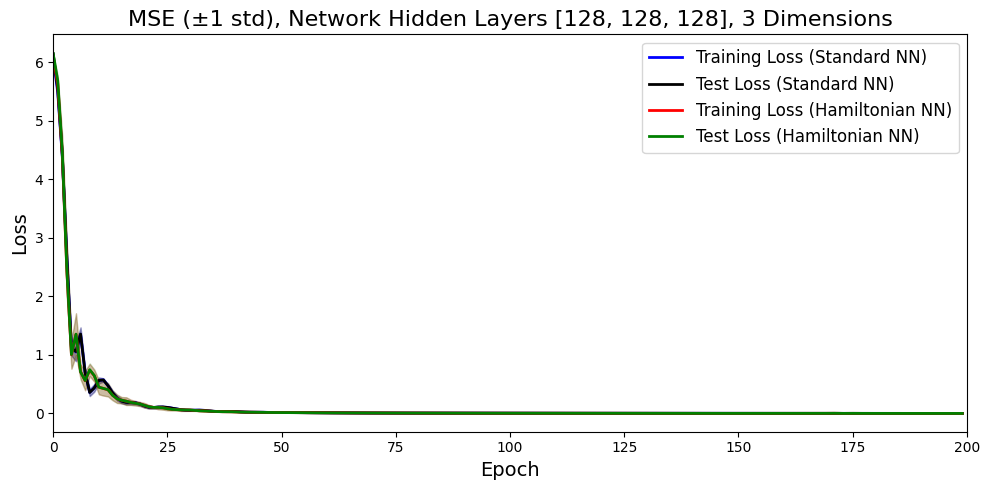 MSE (±1 std), Network Hidden Layers [128, 128, 128], 3 Dimensions
Training Loss (Standard NN)
Test Loss (Standard NN)
Training Loss (Hamiltonian NN)
Test Loss (Hamiltonian NN)
Loss
6
5
4
3
2
1
0
0 25 50 75 100 125 150 175 200
Epoch